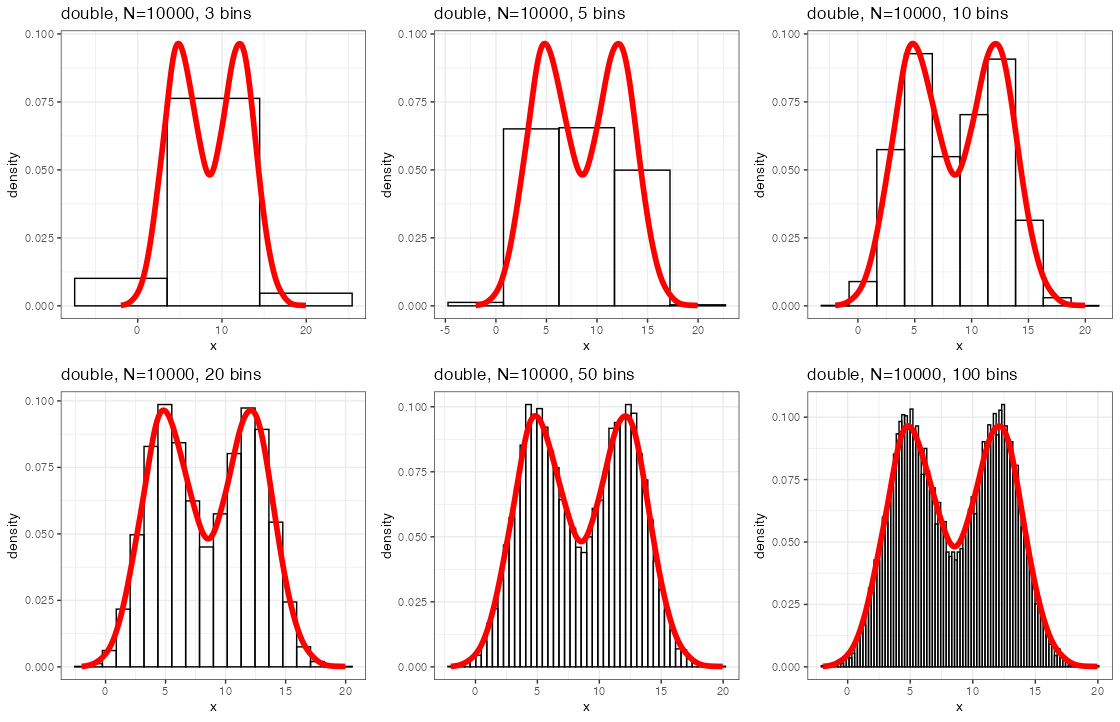 double, N=10000, 3 bins
0.100
0.075
0.050
0.025
0.000
density
0 10 20
x
double, N=10000, 5 bins
0.100
0.075
0.050
0.025
0.000
density
-5 0 5 10 15 20
x
double, N=10000, 10 bins
0.100
0.075
0.050
0.025
0.000
density
0 5 10 15 20
x
double, N=10000, 20 bins
0.100
0.075
0.050
0.025
0.000
density
0 5 10 15 20
x
double, N=10000, 50 bins
0.100
0.075
0.050
0.025
0.000
density
0 5 10 15 20
x
double, N=10000, 100 bins
0.100
0.075
0.050
0.025
0.000
density
0 5 10 15 20
x